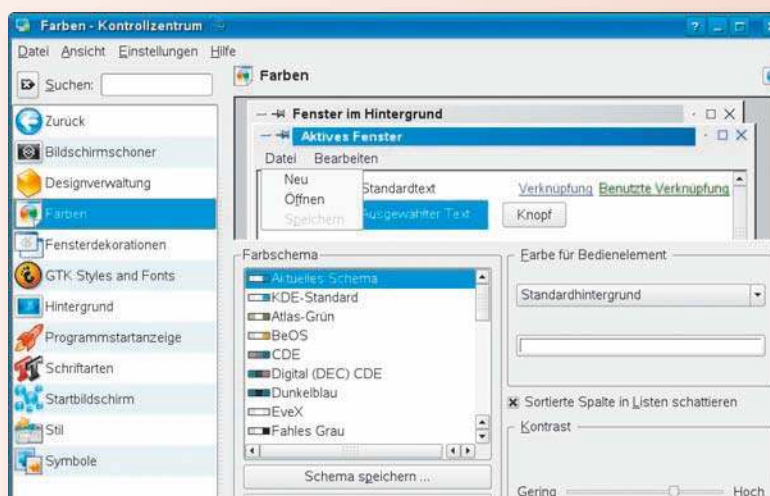 Farben - Kontrollzentrum
Datei Ansicht Einstellungen Hilfe
Suchen:
Zurück
Bildschirmschoner
Designverwaltung
Farben
Fensterdekorationen
GTK Styles and Fonts
Hintergrund
Programmstartanzeige
Schriftarten
Startbildschirm
Stil
Symbole
Farben
Fenster im Hintergrund
Aktives Fenster
Datei Bearbeiten
Neu
Öffnen
Speichern
Standardtext
Verknüpfung Benutzte Verknüpfung
Ausgewählter Text
Knopf
Farbschema
Aktuelles Schema
KDE-Standard
Atlas-Grün
BeOS
CDE
Digital (DEC) CDE
Dunkelblau
EveX
Fahles Grau
Schema speichern ...
Farbe für Bedienelement
Standardhintergrund
Sortierte Spalte in Listen schattieren
Kontrast
Gering Hoch